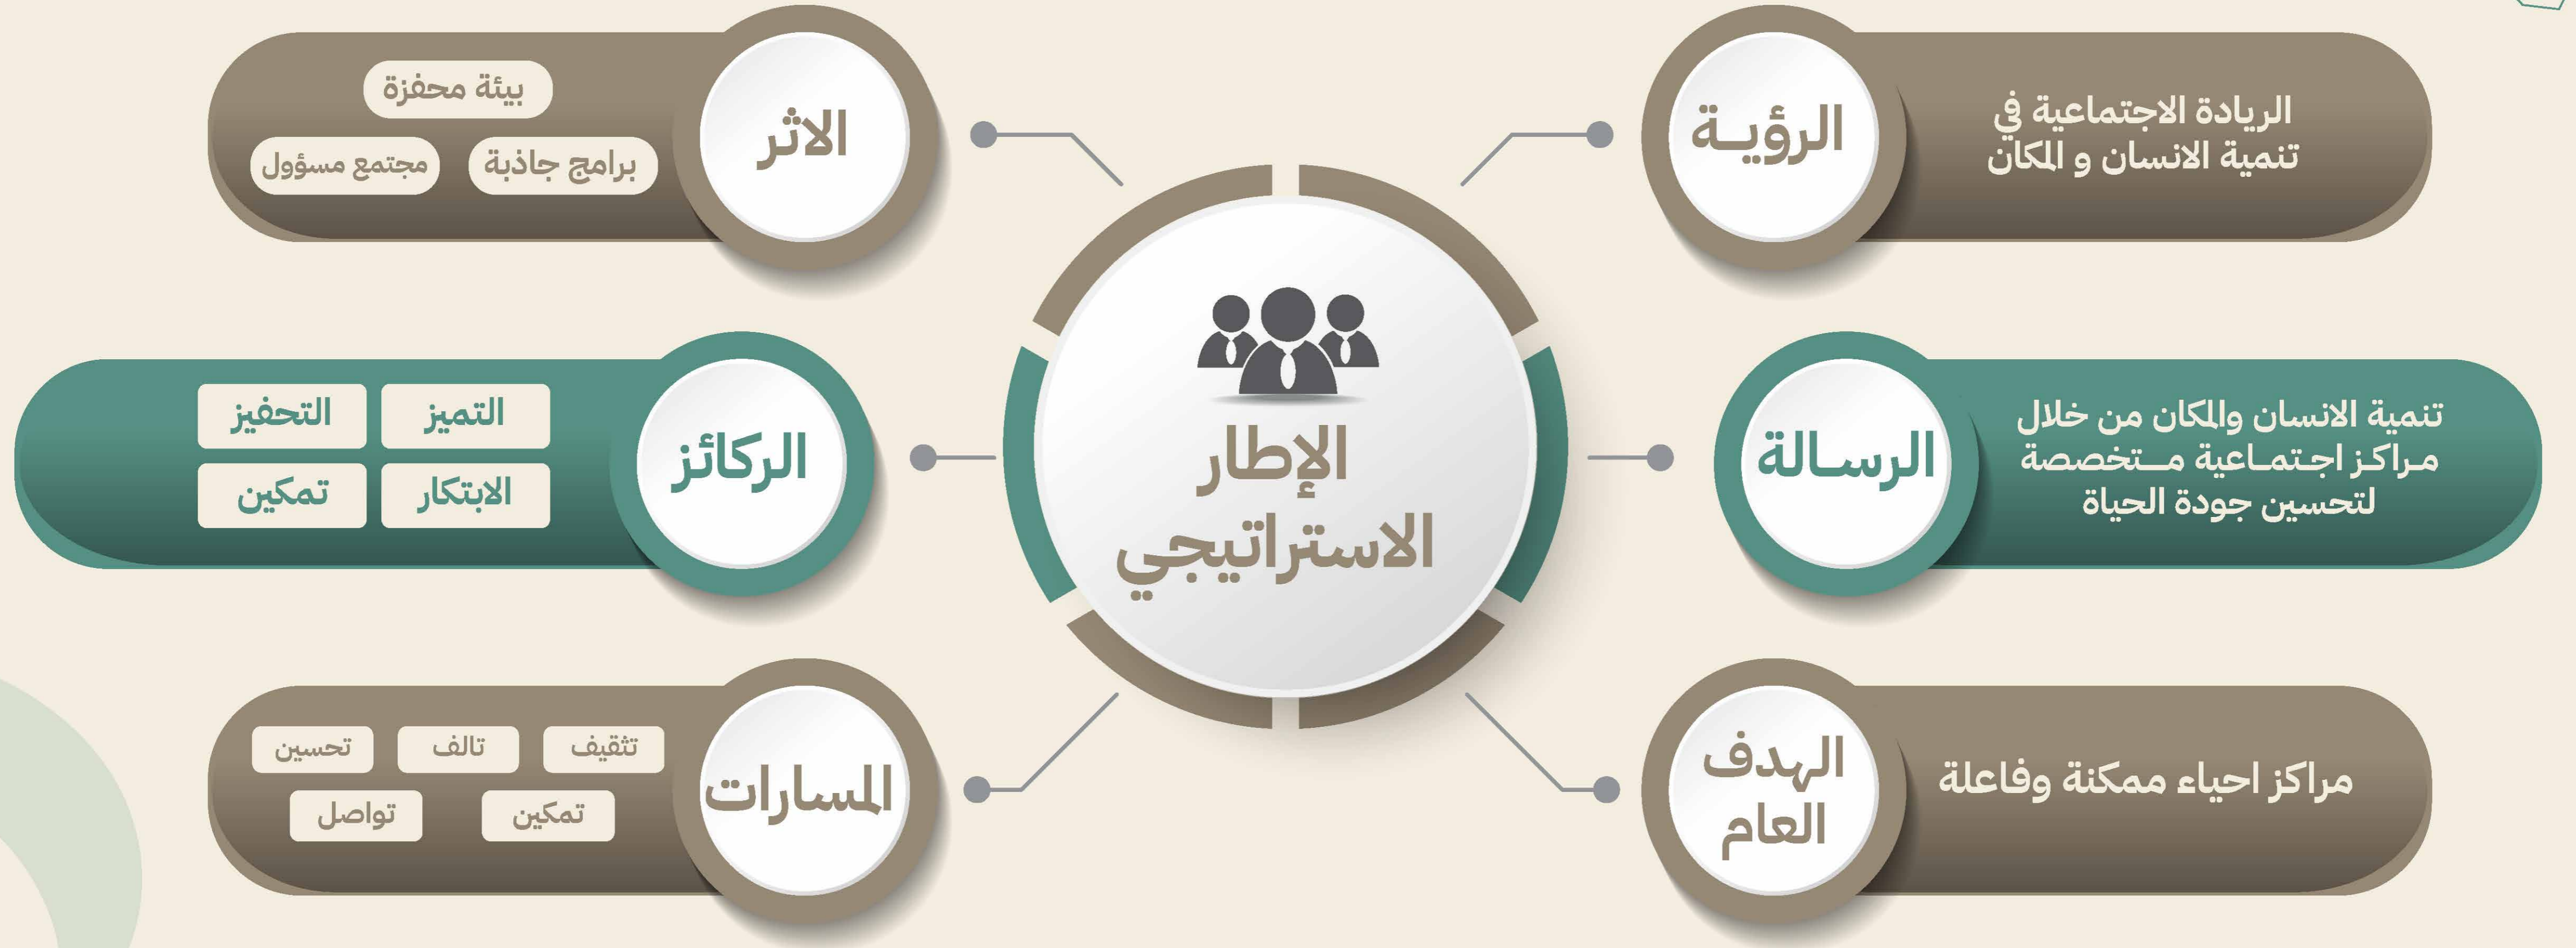 الإطار
الاستراتيجي
الرؤيـة
الريادة الاجتماعية في
تنمية الانسان و المكان
الرسـالة
تنمية الانسان والمكان من خلال
مـراكـز اجـتمـاعية مــتخصصة
لتحسين جودة الحياة
الهدف
العام
مراكز احياء ممكنة وفاعلة
الاثر
بيئة محفزة
برامج جاذبة
مجتمع مسؤول
الركائز
التميز
التحفيز
الابتكار
تمكين
المسارات
تثقيف
تالف
تحسين
تمكين
تواصل